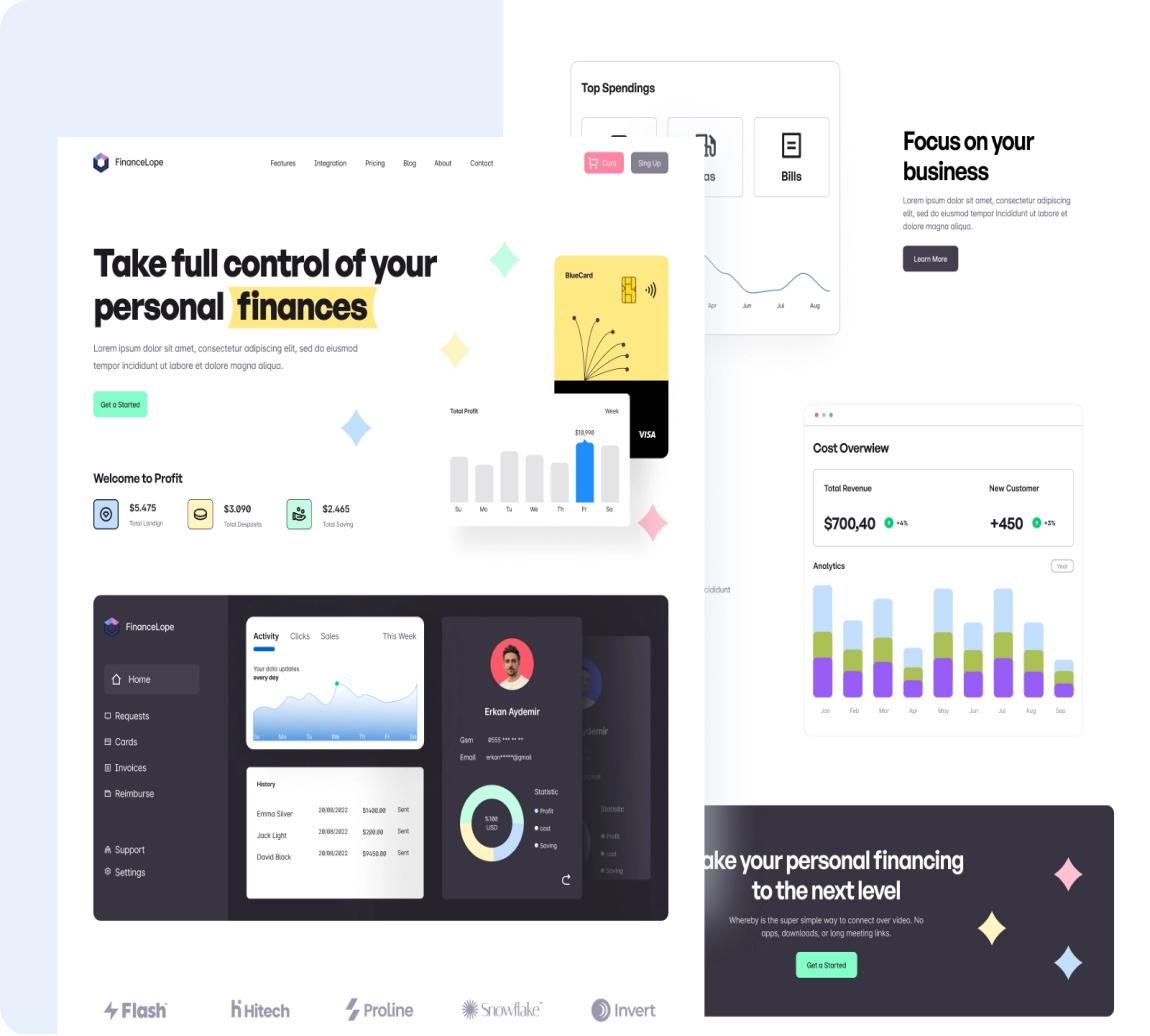 FinanceLope
Features Integration Pricing Blog About Contact
Card
Sing Up
Take full control of your
personal finances
Lorem ipsum dolor sit amet, consectetur adipiscing elit, sed do eiusmod
tempor incididunt ut labore et dolore magna aliqua.
Get a Started
Welcome to Profit
$5.475
Total Landign
$3.090
Total Desposits
$2.465
Total Saving
BlueCard
VISA
Total Profit
Week
$10,990
Su Mo Tu We Th Fr Sa
FinanceLope
Home
Requests
Cards
Invoices
Reimburse
Support
Settings
Activity Clicks Sales This Week
Your data updates
every day
Su Mo Tu We Th Fr Sa
History
Emma Silver 20/08/2022 $1400.00 Sent
Jack Light 20/08/2022 $200.00 Sent
David Black 20/08/2022 $9450.00 Sent
Erkan Aydemir
Gsm 0555 *** ** **
Email erkan*****@gmail
%100
USD
Statistic
Profit
cost
Saving
demir
Statistic
Profit
cost
Saving
Flash™
Hitech
Proline
Snowflake™
Invert
Top Spendings
as
Bills
Apr Jun Jul Aug
Focus on your
business
Lorem ipsum dolor sit amet, consectetur adipiscing
elit, sed do eiusmod tempor incididunt ut labore et
dolore magna aliqua.
Learn More
cididunt
Cost Overwiew
Total Revenue
$700,40 +4%
New Customer
+450 +3%
Analytics
Year
Jan Feb Mar Apr May Jun Jul Aug Sep
ake your personal financing
to the next level
Whereby is the super simple way to connect over video. No
apps, downloads, or long meeting links.
Get a Started